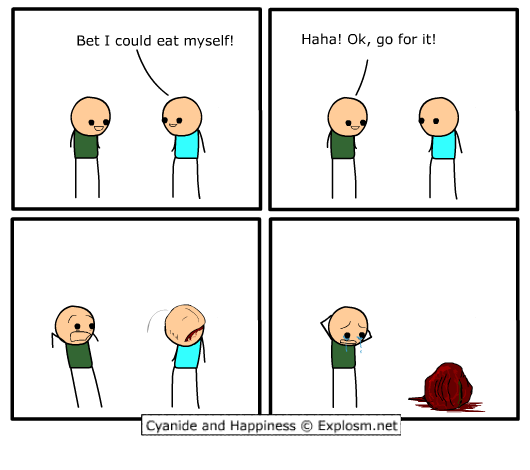 Bet I could eat myself!
Haha! Ok, go for it!
Cyanide and Happiness © Explosm.net